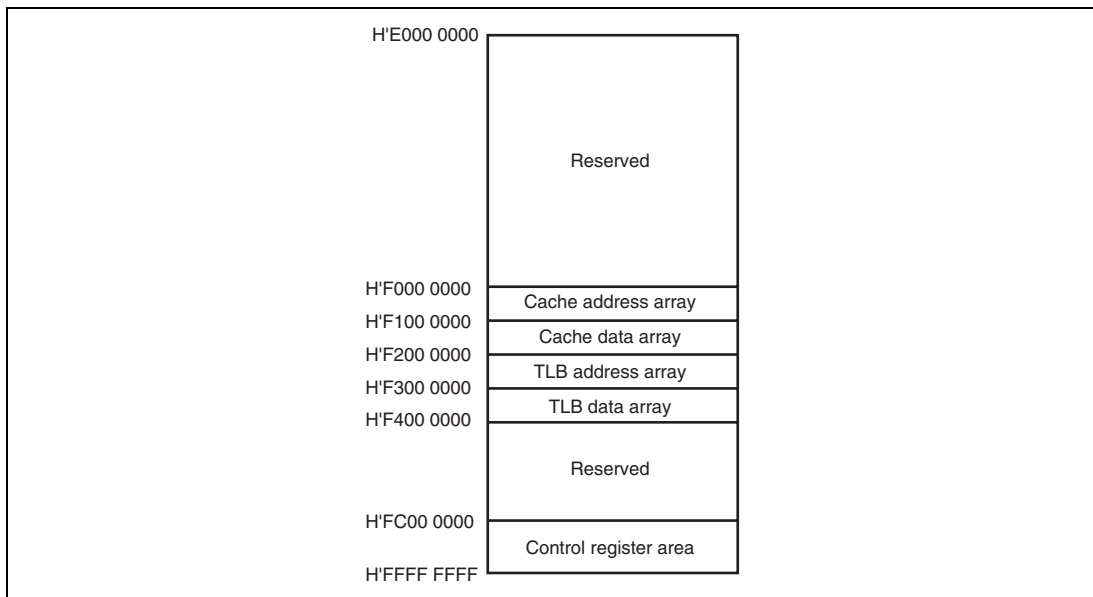 H'E000 0000
Reserved
H'F000 0000
Cache address array
H'F100 0000
Cache data array
H'F200 0000
TLB address array
H'F300 0000
TLB data array
H'F400 0000
Reserved
H'FC00 0000
Control register area
H'FFFF FFFF